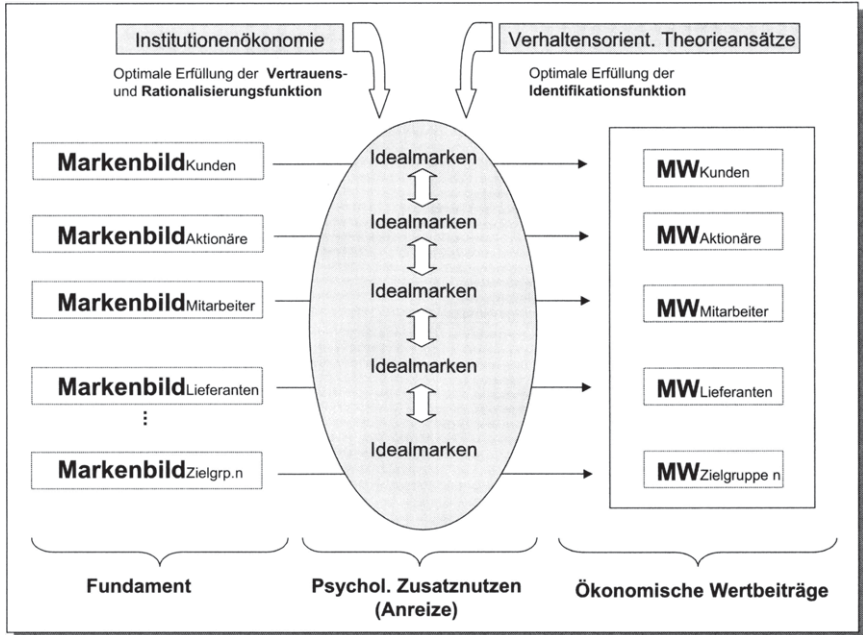 Institutionenökonomie
Verhaltensorient. Theorieansätze
Optimale Erfüllung der Vertrauens-
und Rationalisierungsfunktion
Optimale Erfüllung der
Identifikationsfunktion
MarkenbildKunden
Idealmarken
MWKunden
MarkenbildAktionäre
Idealmarken
MWAktionäre
MarkenbildMitarbeiter
Idealmarken
MWMitarbeiter
MarkenbildLieferanten
Idealmarken
MWLieferanten
⋮
MarkenbildZielgrp.n
Idealmarken
MWZielgruppe n
Fundament
Psychol. Zusatznutzen
(Anreize)
Ökonomische Wertbeiträge